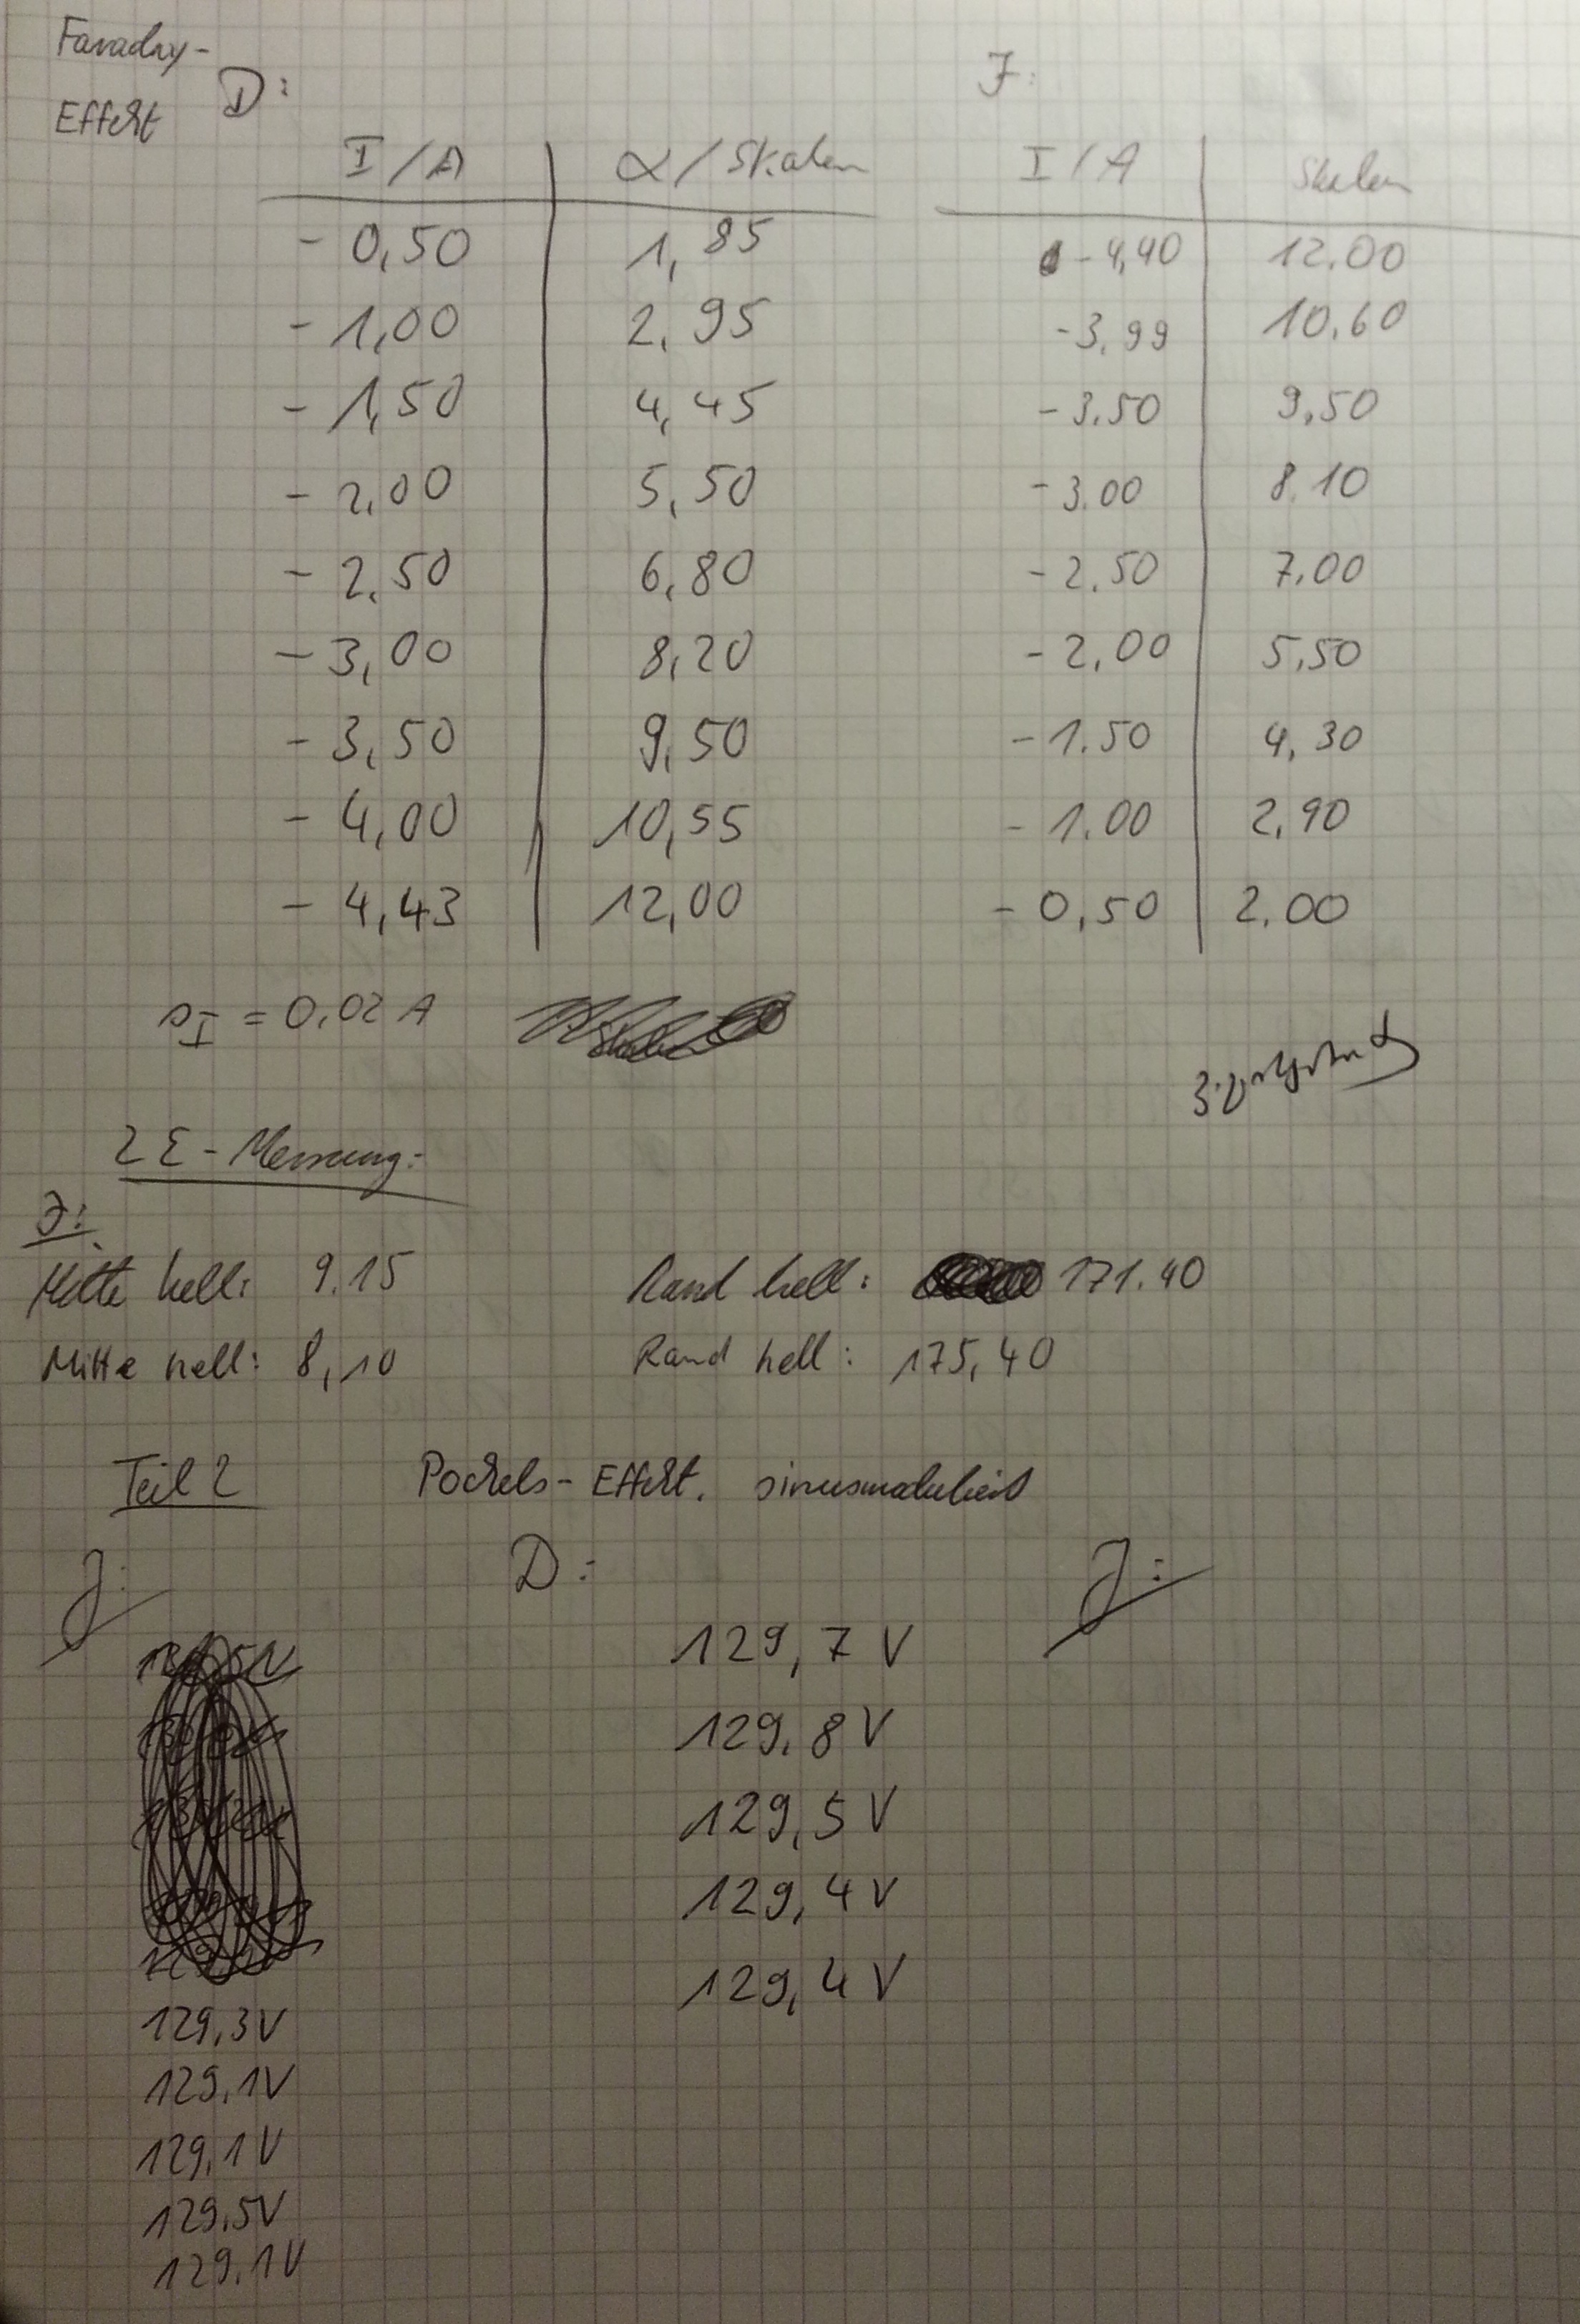 Faraday-
Effekt D: J:
I/A α/Skalen I/A Skalen
- 0,50 1,85 - 4,40 12.00
- 1,00 2,95 - 3,99 10,60
- 1,50 4,45 - 3.50 9,50
- 2,00 5,50 - 3.00 8.10
- 2,50 6,80 - 2.50 7,00
- 3,00 8,20 - 2,00 5,50
- 3,50 9,50 - 1.50 4,30
- 4,00 10,55 - 1.00 2,90
- 4,43 12,00 - 0,50 2.00
s_I = 0,02 A
2 E - Messung:
J:
Mitte hell: 9.15 Rand hell: 171.40
Mitte hell: 8,10 Rand hell: 175,40
Teil 2 Pockels-Effekt. sinusmoduliert
J: D: J:
129,7 V
129,8 V
129,5 V
129,4 V
129,4 V
129,3V
129,1V
129,1V
129,5V
129,1V